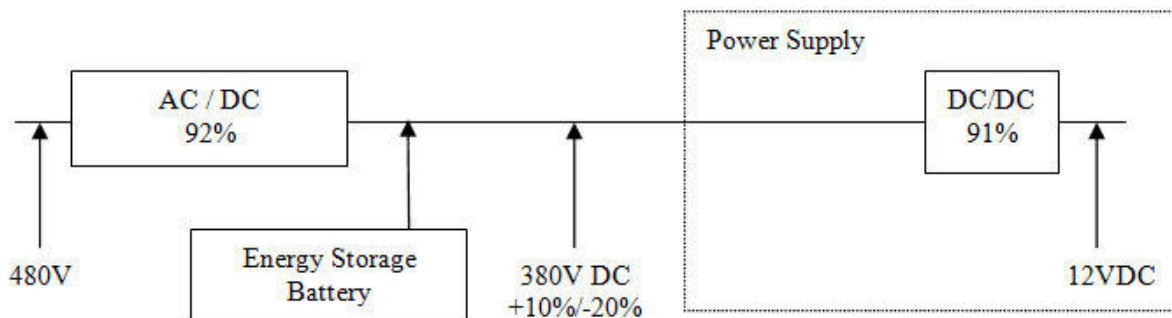 Power Supply
AC / DC
92%
DC/DC
91%
480V
Energy Storage
Battery
380V DC
+10%/-20%
12VDC